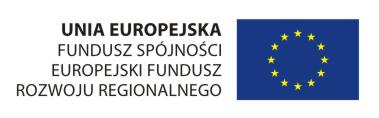 UNIA EUROPEJSKA
FUNDUSZ SPÓJNOŚCI
EUROPEJSKI FUNDUSZ
ROZWOJU REGIONALNEGO